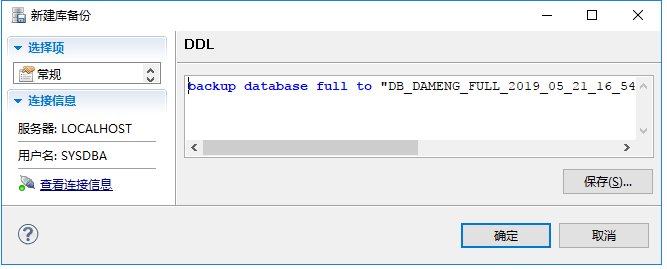 新建库备份
选择项
常规
连接信息
服务器: LOCALHOST
用户名: SYSDBA
查看连接信息
DDL
backup database full to "DB_DAMENG_FULL_2019_05_21_16_54
保存(S)...
确定
取消